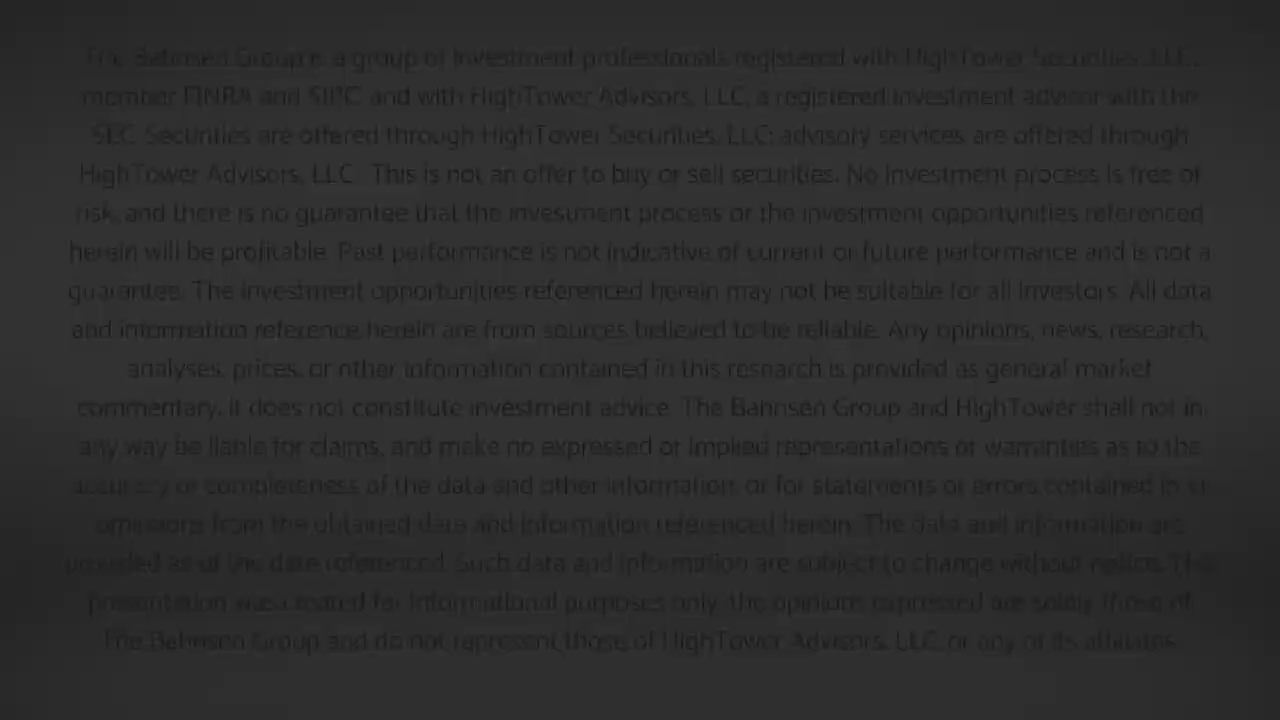 The Bahnsen Group is a group of investment professionals registered with HighTower Securities, LLC,
member FINRA and SIPC, and with HighTower Advisors, LLC, a registered investment advisor with the
SEC. Securities are offered through HighTower Securities, LLC; advisory services are offered through
HighTower Advisors, LLC. This is not an offer to buy or sell securities. No investment process is free of
risk, and there is no guarantee that the investment process or the investment opportunities referenced
herein will be profitable. Past performance is not indicative of current or future performance and is not a
guarantee. The investment opportunities referenced herein may not be suitable for all investors. All data
and information reference herein are from sources believed to be reliable. Any opinions, news, research,
analyses, prices, or other information contained in this research is provided as general market
commentary, it does not constitute investment advice. The Bahnsen Group and HighTower shall not in
any way be liable for claims, and make no expressed or implied representations or warranties as to the
accuracy or completeness of the data and other information, or for statements or errors contained in or
omissions from the obtained data and information referenced herein. The data and information are
provided as of the date referenced. Such data and information are subject to change without notice. This
presentation was created for informational purposes only; the opinions expressed are solely those of
The Bahnsen Group and do not represent those of HighTower Advisors, LLC, or any of its affiliates.